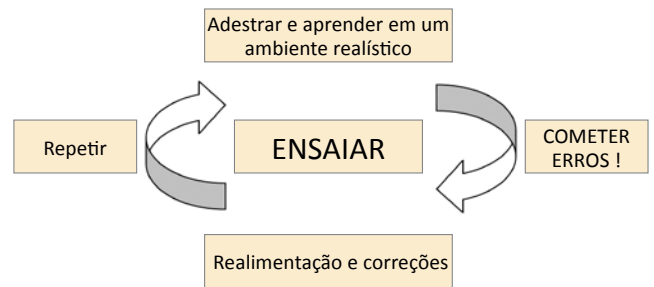 Adestrar e aprender em um
ambiente realístico
Repetir
ENSAIAR
COMETER
ERROS !
Realimentação e correções